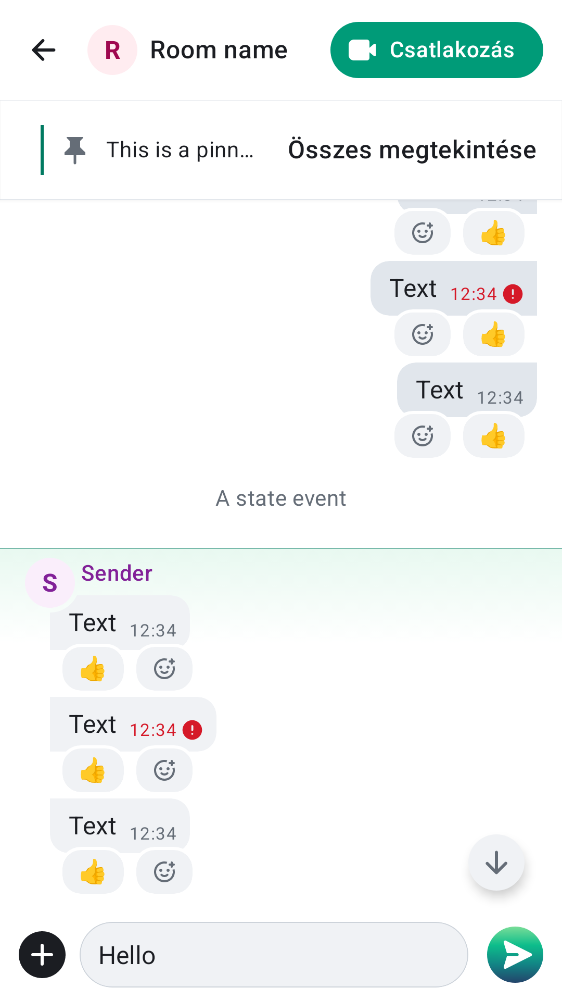 R Room name Csatlakozás
This is a pinn... Összes megtekintése
Text 12:34
Text 12:34
A state event
S Sender
Text 12:34
Text 12:34
Text 12:34
Hello